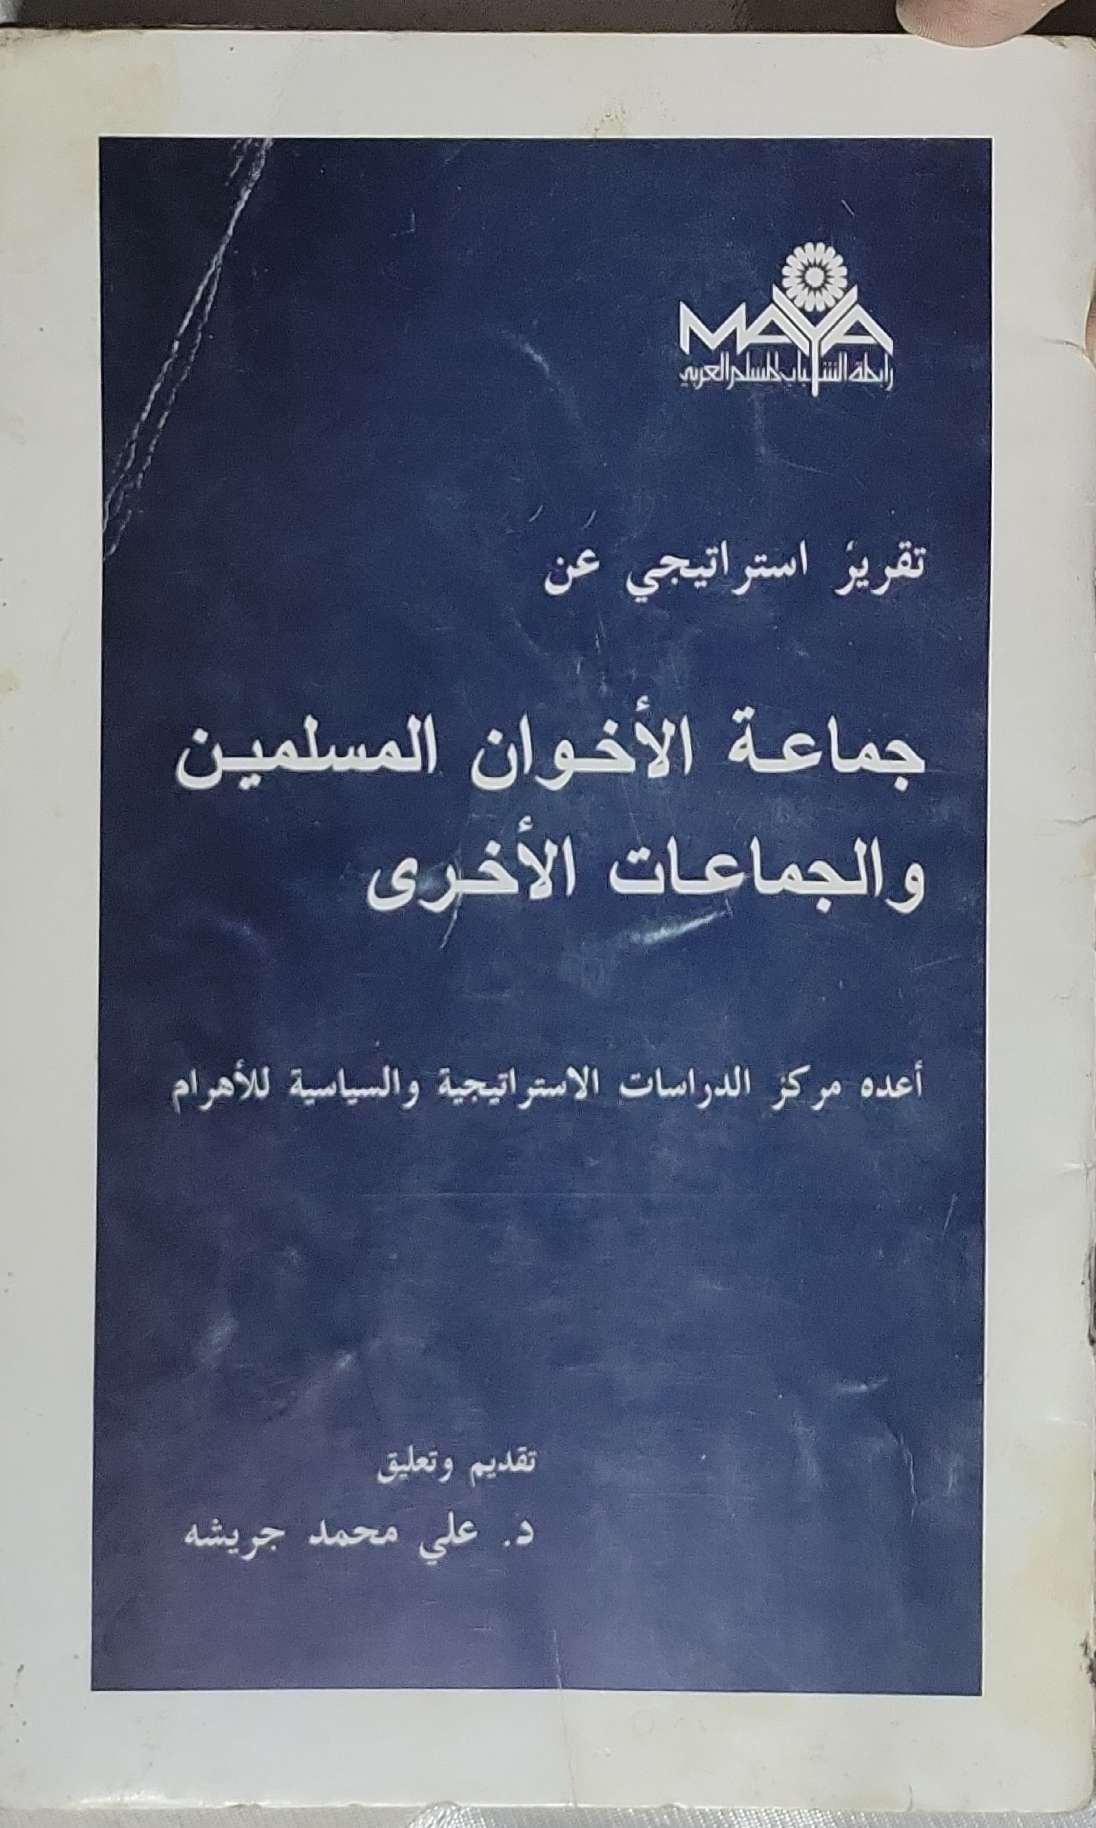 MAYA
رابطة الشباب المسلم العربي
تقرير استراتيجي عن
جماعة الأخوان المسلمين
والجماعات الأخرى
أعده مركز الدراسات الاستراتيجية والسياسية للأهرام
تقديم وتعليق
د. علي محمد جريشه